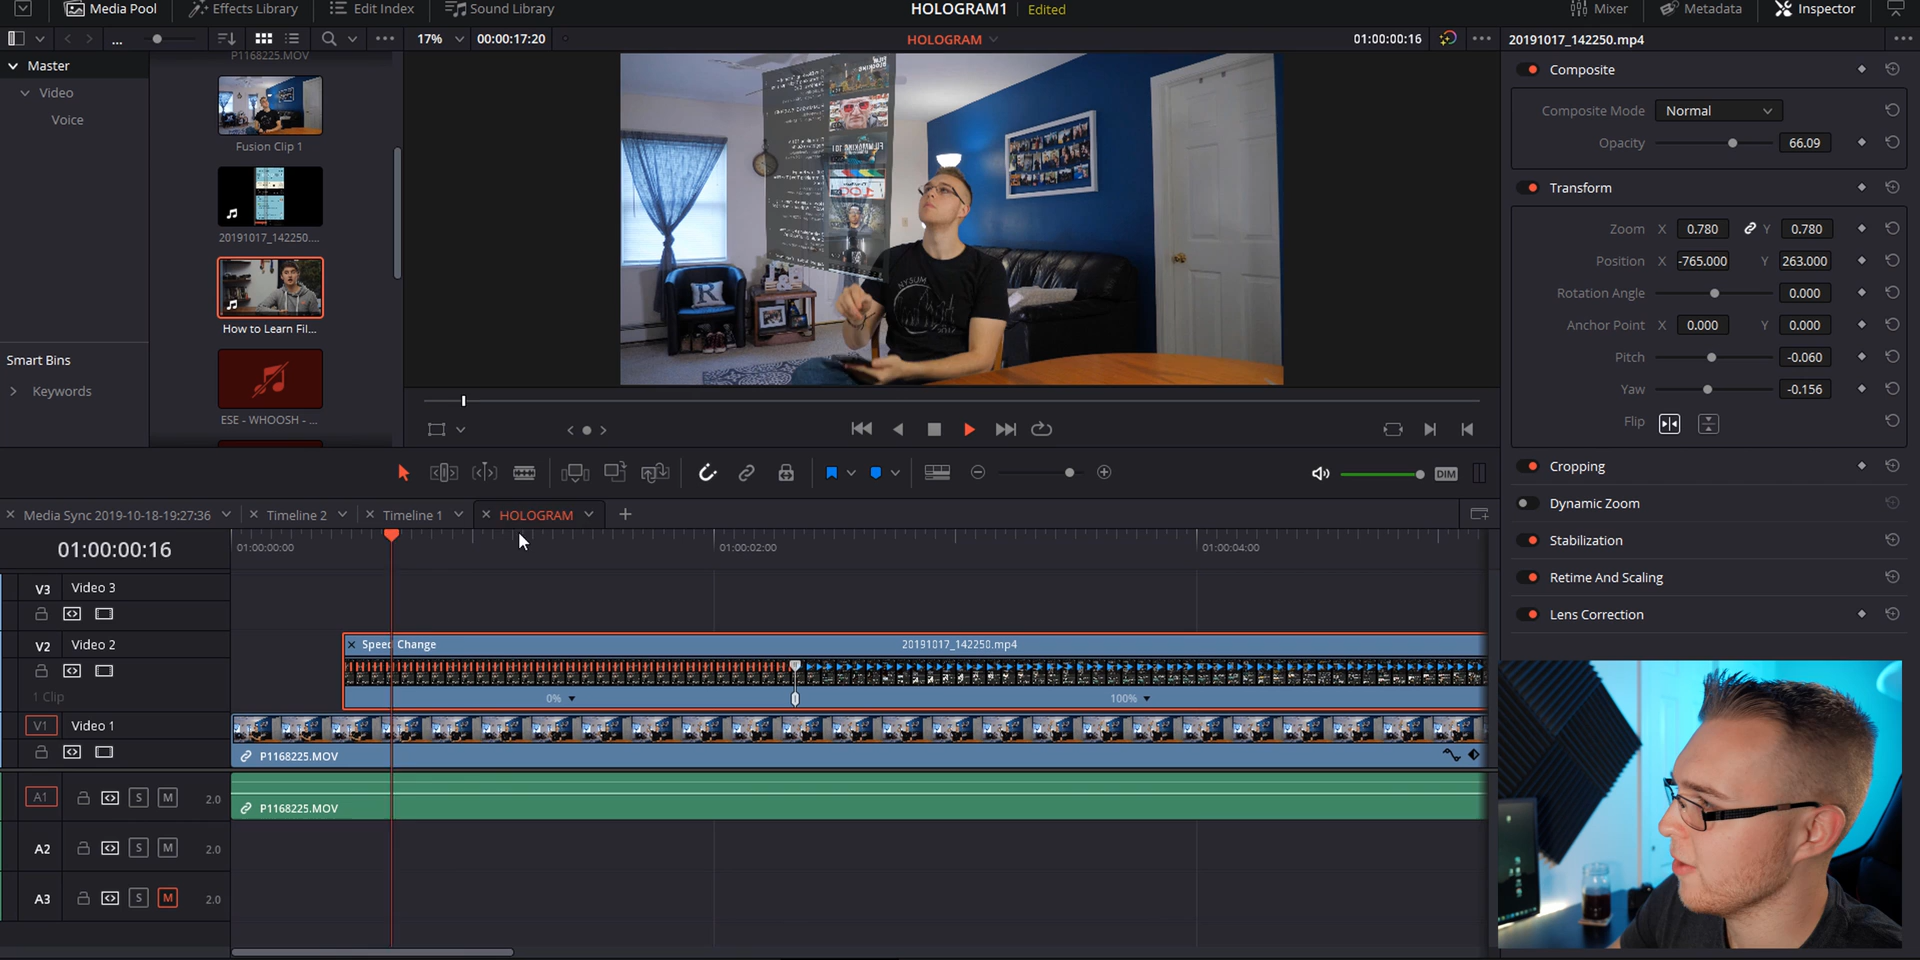 Media Pool
Effects Library
Edit Index
Sound Library
HOLOGRAM1
Edited
Mixer
Metadata
Inspector
...
17%
00:00:17:20
HOLOGRAM
01:00:00:16
20191017_142250.mp4
Master
Video
Voice
P1168225.MOV
Fusion Clip 1
20191017_142250....
How to Learn Fil...
ESE - WHOOSH - ...
Smart Bins
Keywords
R
NYSUM
Composite
Composite Mode
Normal
Opacity
66.09
Transform
Zoom X 0.780 Y 0.780
Position X -765.000 Y 263.000
Rotation Angle 0.000
Anchor Point X 0.000 Y 0.000
Pitch -0.060
Yaw -0.156
Flip
Cropping
Dynamic Zoom
Stabilization
Retime And Scaling
Lens Correction
DIM
Media Sync 2019-10-18-19:27:36
Timeline 2
Timeline 1
HOLOGRAM
01:00:00:16
01:00:00:00
01:00:02:00
01:00:04:00
V3 Video 3
V2 Video 2
1 Clip
Speed Change
20191017_142250.mp4
0%
100%
V1 Video 1
P1168225.MOV
A1 S M 2.0
P1168225.MOV
A2 S M 2.0
A3 S M 2.0